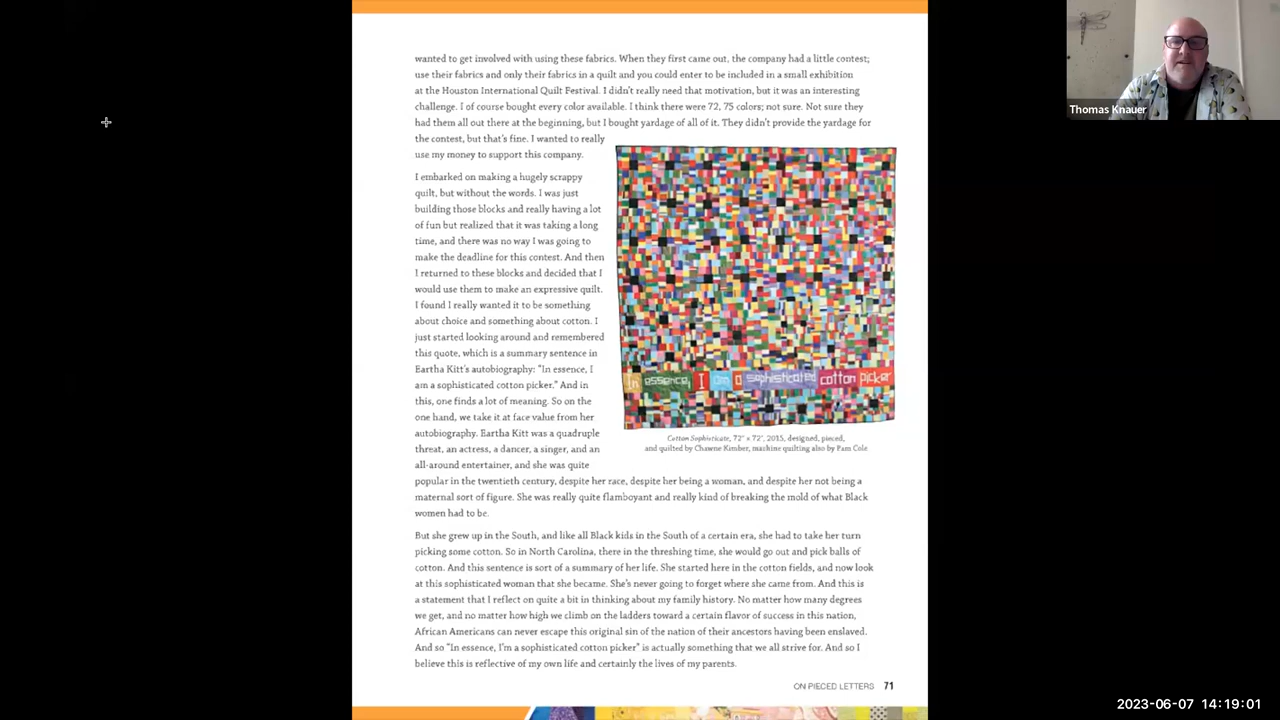 wanted to get involved with using these fabrics. When they first came out, the company had a little contest;
use their fabrics and only their fabrics in a quilt and you could enter to be included in a small exhibition
at the Houston International Quilt Festival. I didn't really need that motivation, but it was an interesting
challenge. I of course bought every color available. I think there were 72, 75 colors; not sure. Not sure they
had them all out there at the beginning, but I bought yardage of all of it. They didn't provide the yardage for
the contest, but that's fine. I wanted to really
use my money to support this company.
I embarked on making a hugely scrappy
quilt, but without the words. I was just
building those blocks and really having a lot
of fun but realized that it was taking a long
time, and there was no way I was going to
make the deadline for this contest. And then
I returned to these blocks and decided that I
would use them to make an expressive quilt.
I found I really wanted it to be something
about choice and something about cotton. I
just started looking around and remembered
this quote, which is a summary sentence in
Eartha Kitt's autobiography: "In essence, I
am a sophisticated cotton picker." And in
this, one finds a lot of meaning. So on the
one hand, we take it at face value from her
autobiography. Eartha Kitt was a quadruple
threat, an actress, a dancer, a singer, and an
all-around entertainer, and she was quite
popular in the twentieth century, despite her race, despite her being a woman, and despite her not being a
maternal sort of figure. She was really quite flamboyant and really kind of breaking the mold of what Black
women had to be.
In essence, I am a sophisticated cotton picker
Cotton Sophisticate, 72" × 72", 2015, designed, pieced,
and quilted by Chawne Kimber, machine quilting also by Pam Cole
But she grew up in the South, and like all Black kids in the South of a certain era, she had to take her turn
picking some cotton. So in North Carolina, there in the threshing time, she would go out and pick balls of
cotton. And this sentence is sort of a summary of her life. She started here in the cotton fields, and now look
at this sophisticated woman that she became. She's never going to forget where she came from. And this is
a statement that I reflect on quite a bit in thinking about my family history. No matter how many degrees
we get, and no matter how high we climb on the ladders toward a certain flavor of success in this nation,
African Americans can never escape this original sin of the nation of their ancestors having been enslaved.
And so "In essence, I'm a sophisticated cotton picker" is actually something that we all strive for. And so I
believe this is reflective of my own life and certainly the lives of my parents.
ON PIECED LETTERS 71
Thomas Knauer
2023-06-07 14:19:01